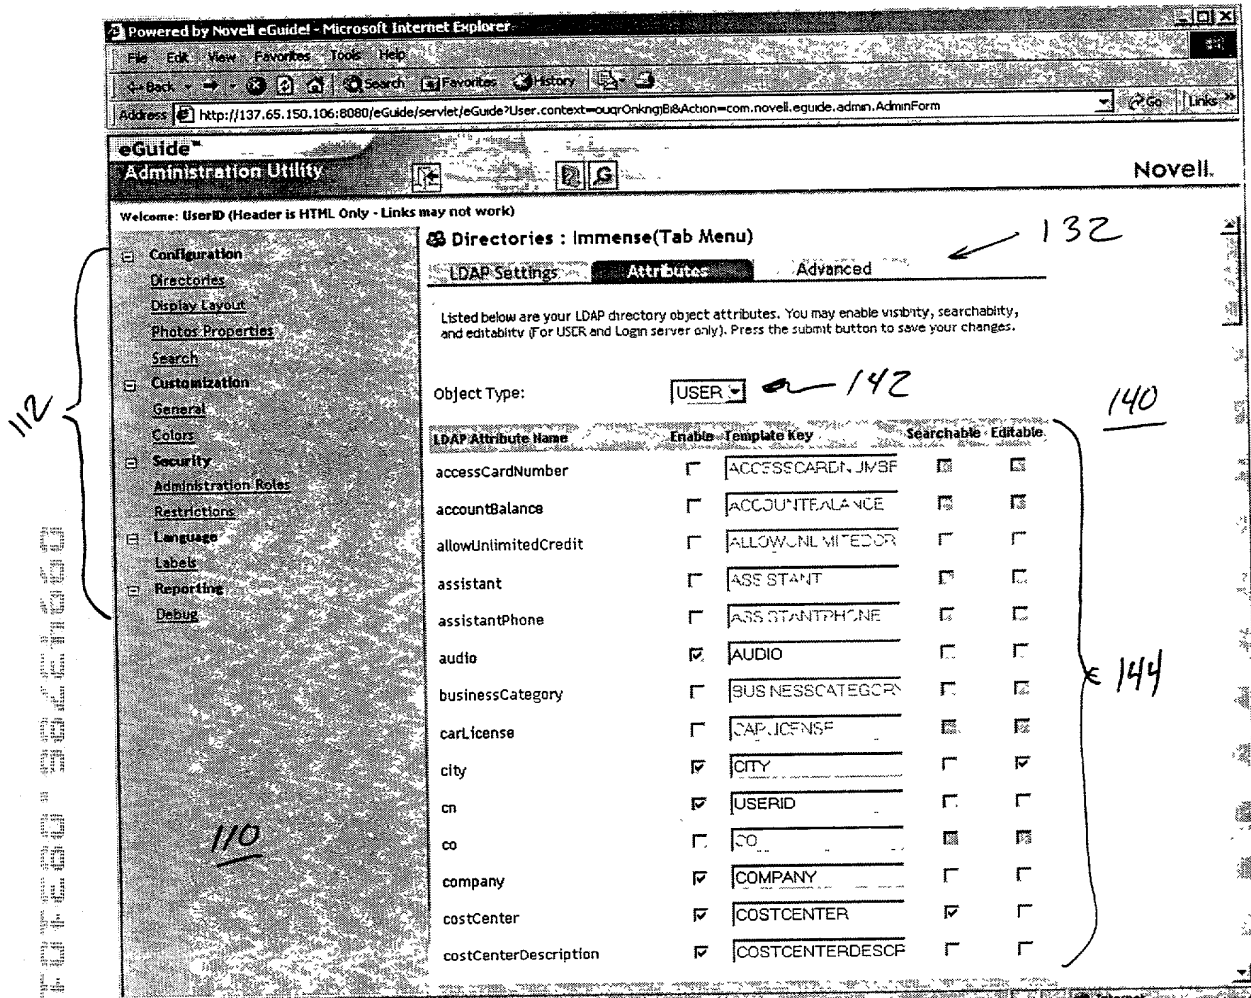 Powered by Novell eGuide! - Microsoft Internet Explorer
File Edit View Favorites Tools Help
Back Search Favorites History
Address http://137.65.150.106:8080/eGuide/servlet/eGuide?User.context=ouqrOnkngjBi&Action=com.novell.eguide.admin.AdminForm Go Links
eGuide™
Administration Utility
Novell.
Welcome: UserID (Header is HTML Only - Links may not work)
Configuration
Directories
Display Layout
Photos Properties
Search
Customization
General
Colors
Security
Administration Roles
Restrictions
Language
Labels
Reporting
Debug
112
110
Directories : Immense(Tab Menu)
132
LDAP Settings Attributes Advanced
Listed below are your LDAP directory object attributes. You may enable visibility, searchability,
and editability (For USER and Login server only). Press the submit button to save your changes.
Object Type: USER
142
140
LDAP Attribute Name Enable Template Key Searchable Editable
accessCardNumber ACCESSCARDNUMBE
accountBalance ACCOUNTBALANCE
allowUnlimitedCredit ALLOWUNLIMITEDCR
assistant ASSISTANT
assistantPhone ASSISTANTPHONE
audio AUDIO
businessCategory BUSINESSCATEGORY
carLicense CARLICENSE
city CITY
cn USERID
co CO
company COMPANY
costCenter COSTCENTER
costCenterDescription COSTCENTERDESCR
144